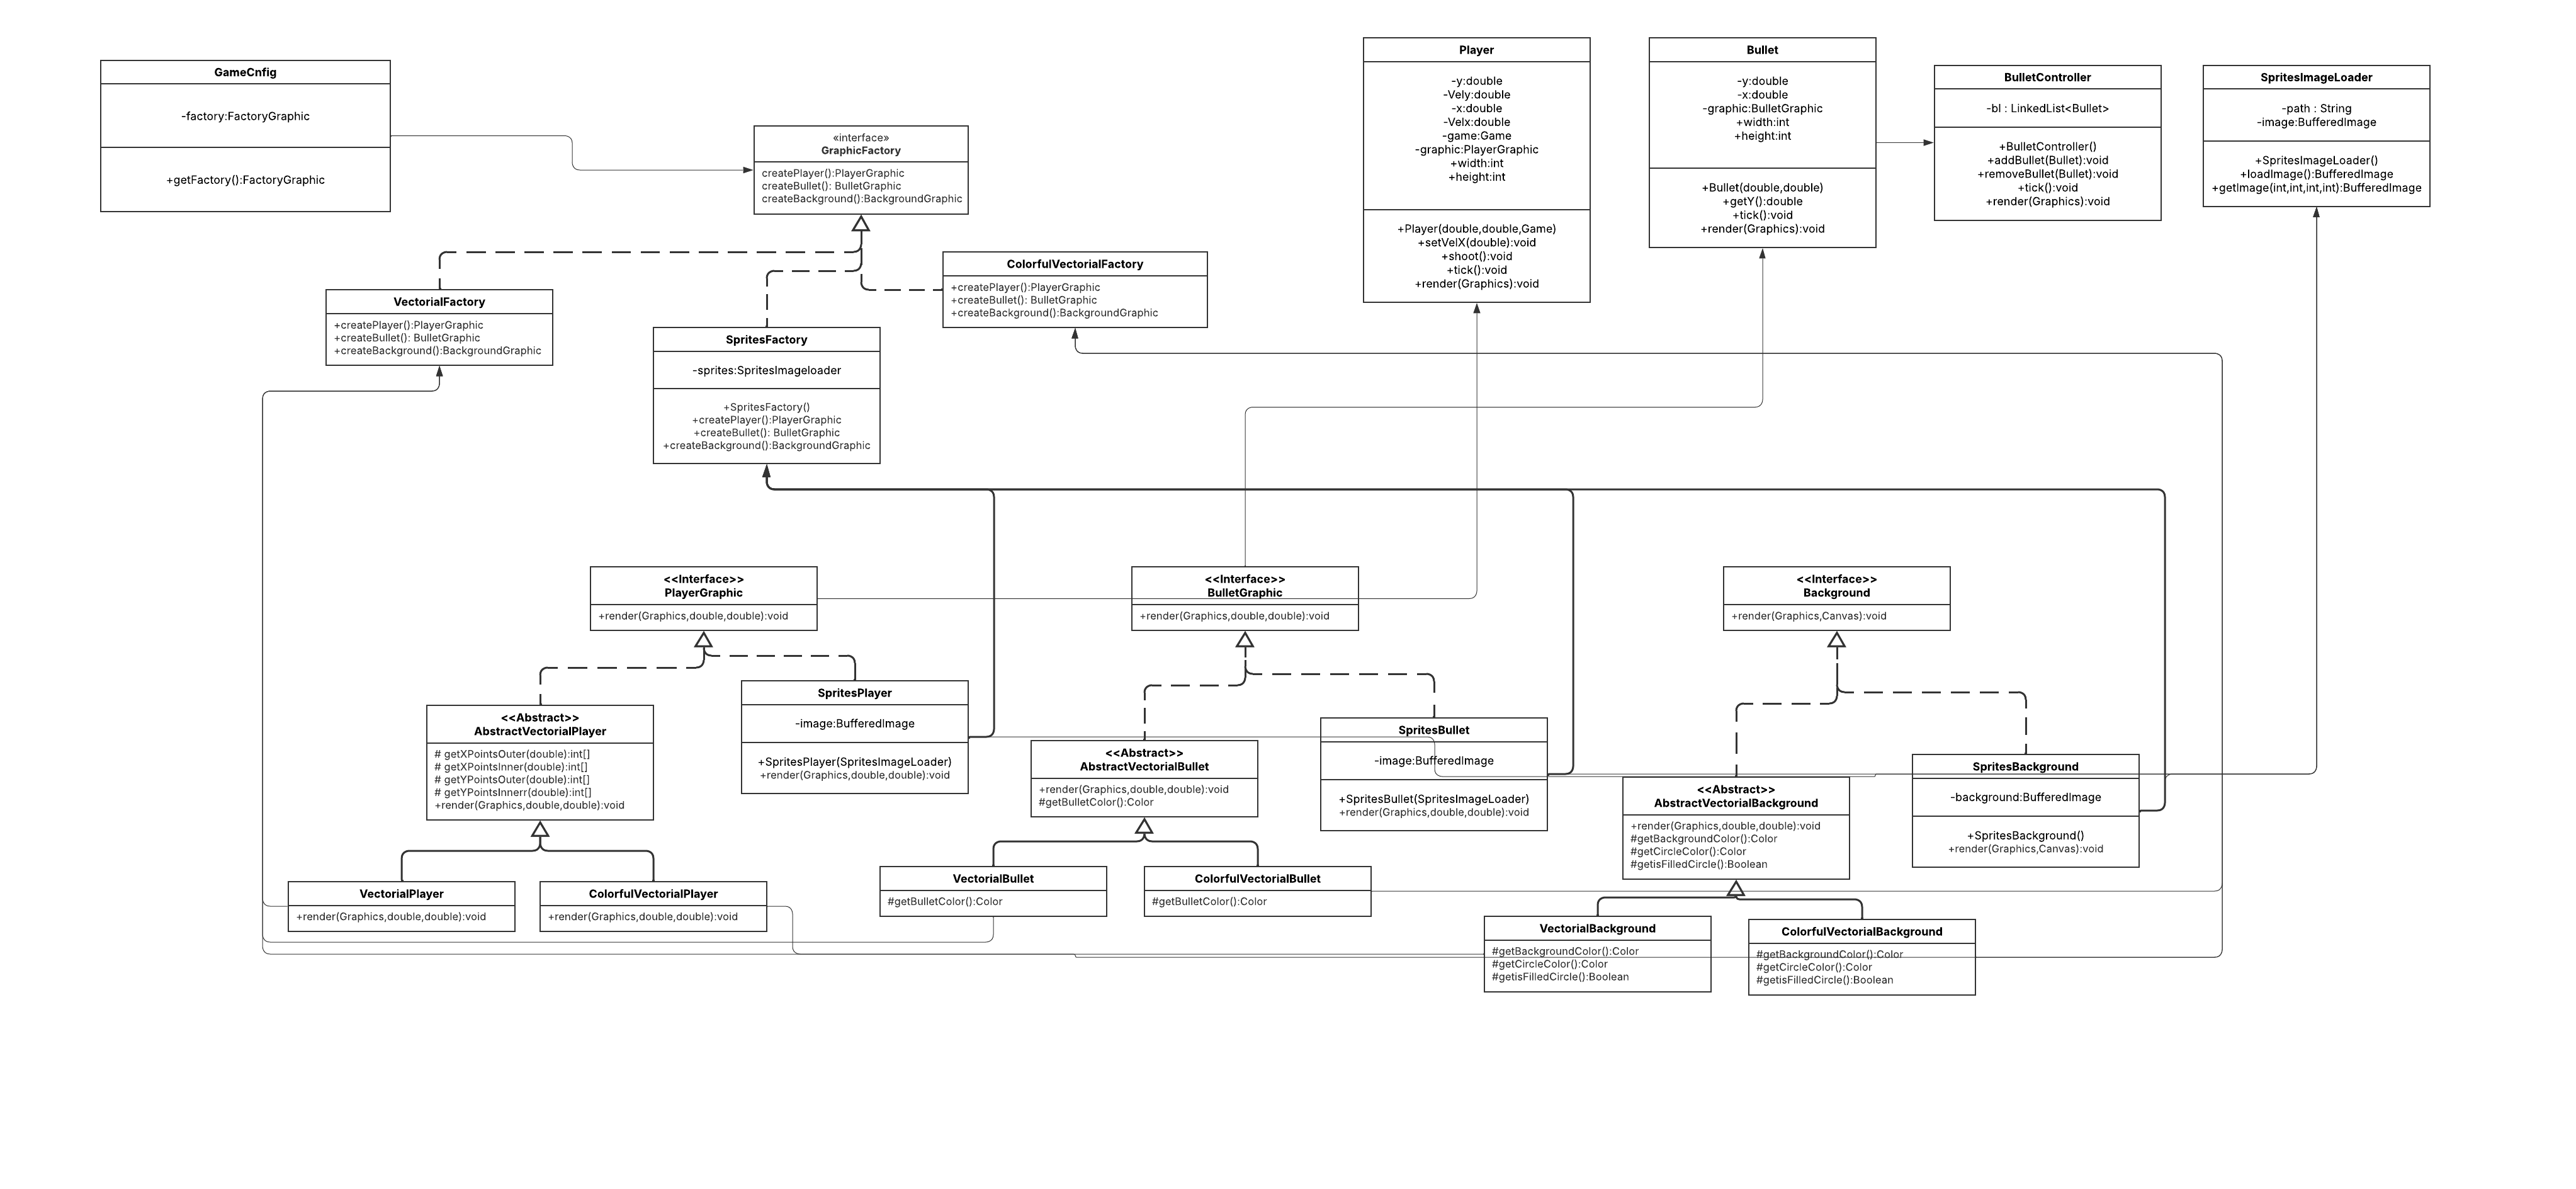 GameCnfig
-factory:FactoryGraphic
+getFactory():FactoryGraphic
«interface»
GraphicFactory
createPlayer():PlayerGraphic
createBullet(): BulletGraphic
createBackground():BackgroundGraphic
Player
-y:double
-Vely:double
-x:double
-Velx:double
-game:Game
-graphic:PlayerGraphic
+width:int
+height:int
+Player(double,double,Game)
+setVelX(double):void
+shoot():void
+tick():void
+render(Graphics):void
Bullet
-y:double
-x:double
-graphic:BulletGraphic
+width:int
+height:int
+Bullet(double,double)
+getY():double
+tick():void
+render(Graphics):void
BulletController
-bl : LinkedList<Bullet>
+BulletController()
+addBullet(Bullet):void
+removeBullet(Bullet):void
+tick():void
+render(Graphics):void
SpritesImageLoader
-path : String
-image:BufferedImage
+SpritesImageLoader()
+loadImage():BufferedImage
+getImage(int,int,int,int):BufferedImage
VectorialFactory
+createPlayer():PlayerGraphic
+createBullet(): BulletGraphic
+createBackground():BackgroundGraphic
SpritesFactory
-sprites:SpritesImageloader
+SpritesFactory()
+createPlayer():PlayerGraphic
+createBullet(): BulletGraphic
+createBackground():BackgroundGraphic
ColorfulVectorialFactory
+createPlayer():PlayerGraphic
+createBullet(): BulletGraphic
+createBackground():BackgroundGraphic
<<Interface>>
PlayerGraphic
+render(Graphics,double,double):void
<<Interface>>
BulletGraphic
+render(Graphics,double,double):void
<<Interface>>
Background
+render(Graphics,Canvas):void
<<Abstract>>
AbstractVectorialPlayer
# getXPointsOuter(double):int[]
# getXPointsInner(double):int[]
# getYPointsOuter(double):int[]
# getYPointsInnerr(double):int[]
+render(Graphics,double,double):void
SpritesPlayer
-image:BufferedImage
+SpritesPlayer(SpritesImageLoader)
+render(Graphics,double,double):void
<<Abstract>>
AbstractVectorialBullet
+render(Graphics,double,double):void
#getBulletColor():Color
SpritesBullet
-image:BufferedImage
+SpritesBullet(SpritesImageLoader)
+render(Graphics,double,double):void
<<Abstract>>
AbstractVectorialBackground
+render(Graphics,double,double):void
#getBackgroundColor():Color
#getCircleColor():Color
#getisFilledCircle():Boolean
SpritesBackground
-background:BufferedImage
+SpritesBackground()
+render(Graphics,Canvas):void
VectorialPlayer
+render(Graphics,double,double):void
ColorfulVectorialPlayer
+render(Graphics,double,double):void
VectorialBullet
#getBulletColor():Color
ColorfulVectorialBullet
#getBulletColor():Color
VectorialBackground
#getBackgroundColor():Color
#getCircleColor():Color
#getisFilledCircle():Boolean
ColorfulVectorialBackground
#getBackgroundColor():Color
#getCircleColor():Color
#getisFilledCircle():Boolean